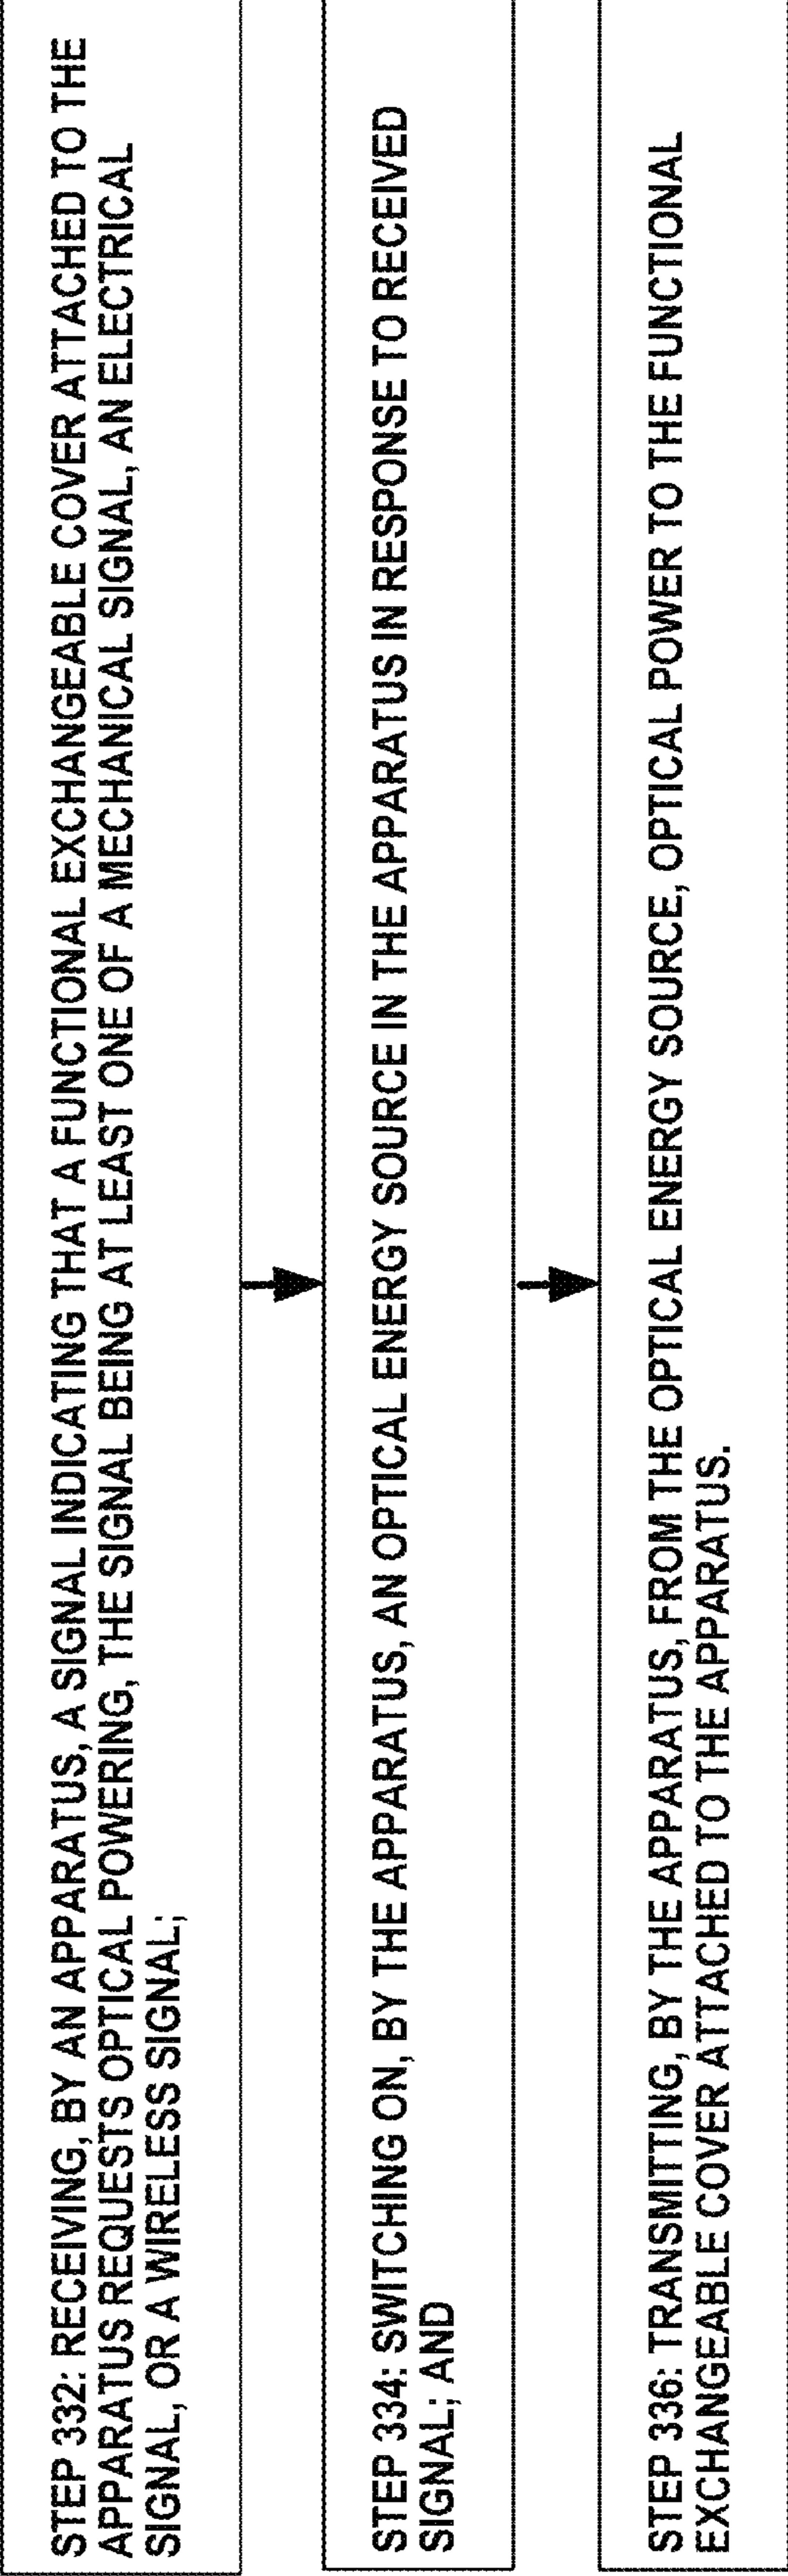 STEP 332: RECEIVING, BY AN APPARATUS, A SIGNAL INDICATING THAT A FUNCTIONAL EXCHANGEABLE COVER ATTACHED TO THE
APPARATUS REQUESTS OPTICAL POWERING, THE SIGNAL BEING AT LEAST ONE OF A MECHANICAL SIGNAL, AN ELECTRICAL
SIGNAL, OR A WIRELESS SIGNAL;
STEP 334: SWITCHING ON, BY THE APPARATUS, AN OPTICAL ENERGY SOURCE IN THE APPARATUS IN RESPONSE TO RECEIVED
SIGNAL; AND
STEP 336: TRANSMITTING, BY THE APPARATUS, FROM THE OPTICAL ENERGY SOURCE, OPTICAL POWER TO THE FUNCTIONAL
EXCHANGEABLE COVER ATTACHED TO THE APPARATUS.